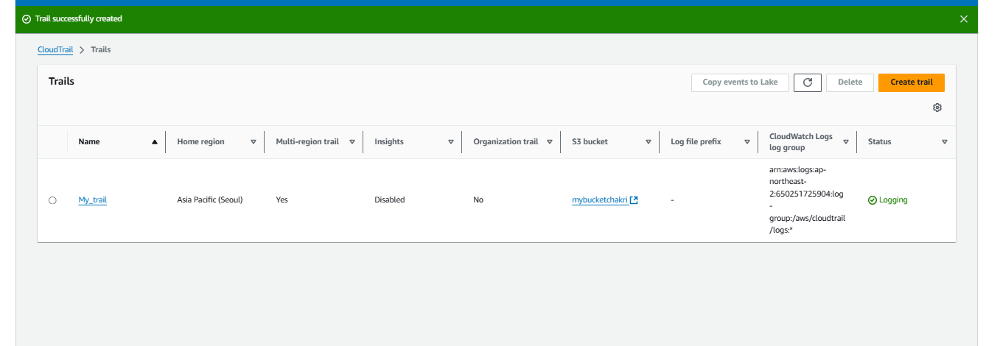 Trail successfully created
CloudTrail > Trails
Trails
Copy events to Lake
Delete
Create trail
Name
Home region
Multi-region trail
Insights
Organization trail
S3 bucket
Log file prefix
CloudWatch Logs
log group
Status
My_trail
Asia Pacific (Seoul)
Yes
Disabled
No
mybucketchakri
-
arn:aws:logs:ap-
northeast-
2:650251725904:log
-
group:/aws/cloudtrail
/logs:*
Logging